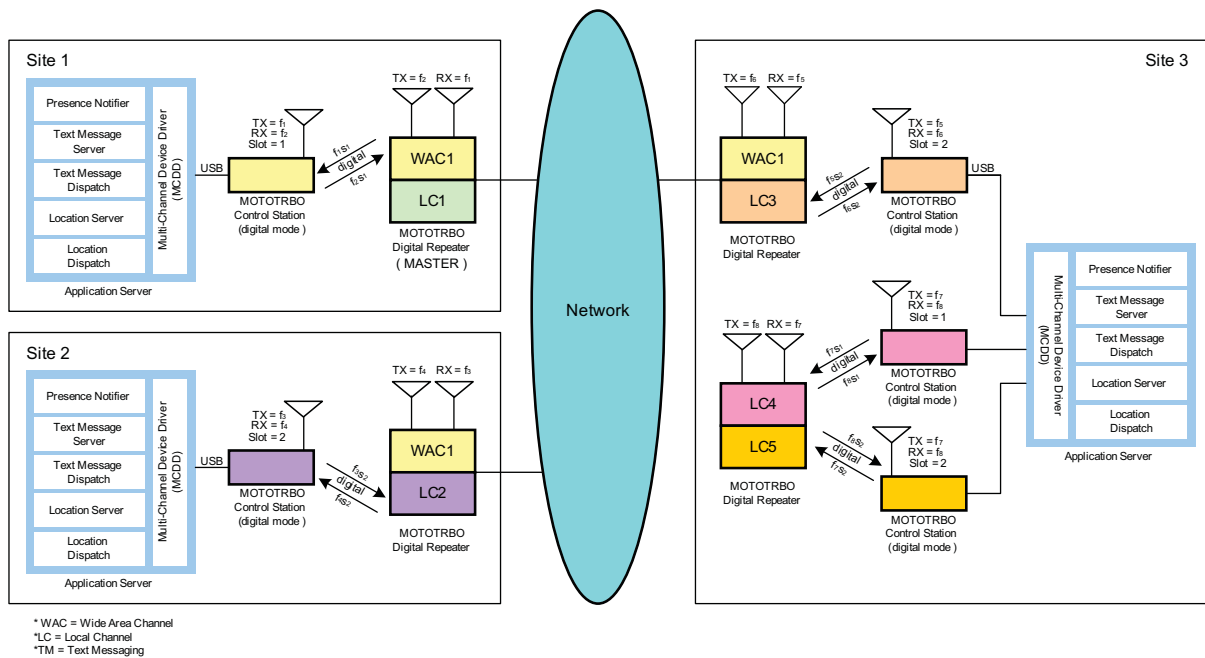 Site 1
Presence Notifier
Text Message
Server
Text Message
Dispatch
Location Server
Location
Dispatch
Multi-Channel Device Driver
(MCDD)
Application Server
USB
TX = f1
RX = f2
Slot = 1
MOTOTRBO
Control Station
(digital mode )
f1s1
digital
f2s1
TX = f2
RX = f1
WAC1
LC1
MOTOTRBO
Digital Repeater
( MASTER )
Site 2
Presence Notifier
Text Message
Server
Text Message
Dispatch
Location Server
Location
Dispatch
Multi-Channel Device Driver
(MCDD)
Application Server
USB
TX = f3
RX = f4
Slot = 2
MOTOTRBO
Control Station
(digital mode )
f3s2
digital
f4s2
TX = f4
RX = f3
WAC1
LC2
MOTOTRBO
Digital Repeater
Network
Site 3
TX = f6
RX = f5
WAC1
LC3
MOTOTRBO
Digital Repeater
f5s2
digital
f6s2
TX = f5
RX = f6
Slot = 2
USB
MOTOTRBO
Control Station
(digital mode )
TX = f8
RX = f7
LC4
LC5
MOTOTRBO
Digital Repeater
f7s1
digital
f8s1
TX = f7
RX = f8
Slot = 1
MOTOTRBO
Control Station
(digital mode )
f8s2
digital
f7s2
TX = f7
RX = f8
Slot = 2
MOTOTRBO
Control Station
(digital mode )
Multi-Channel Device Driver
(MCDD)
Presence Notifier
Text Message
Server
Text Message
Dispatch
Location Server
Location
Dispatch
Application Server
* WAC = Wide Area Channel
*LC = Local Channel
*TM = Text Messaging